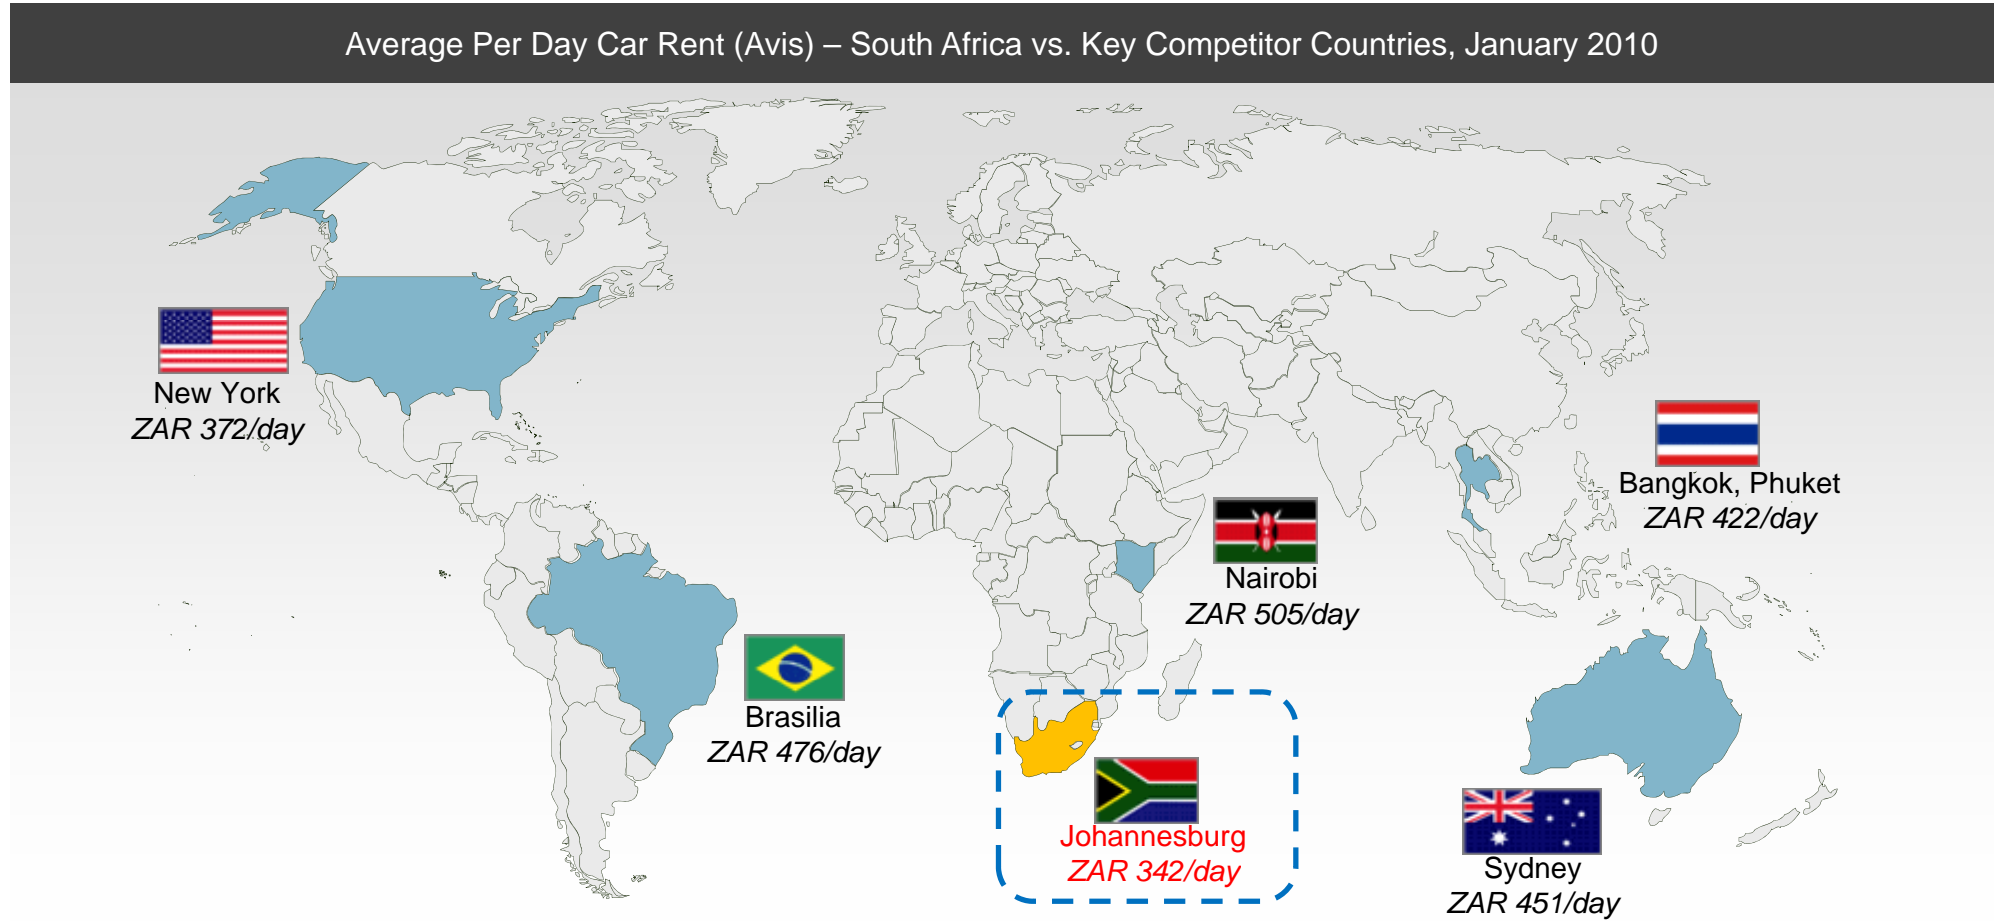 Average Per Day Car Rent (Avis) – South Africa vs. Key Competitor Countries, January 2010
New York
ZAR 372/day
Bangkok, Phuket
ZAR 422/day
Nairobi
ZAR 505/day
Brasilia
ZAR 476/day
Johannesburg
ZAR 342/day
Sydney
ZAR 451/day